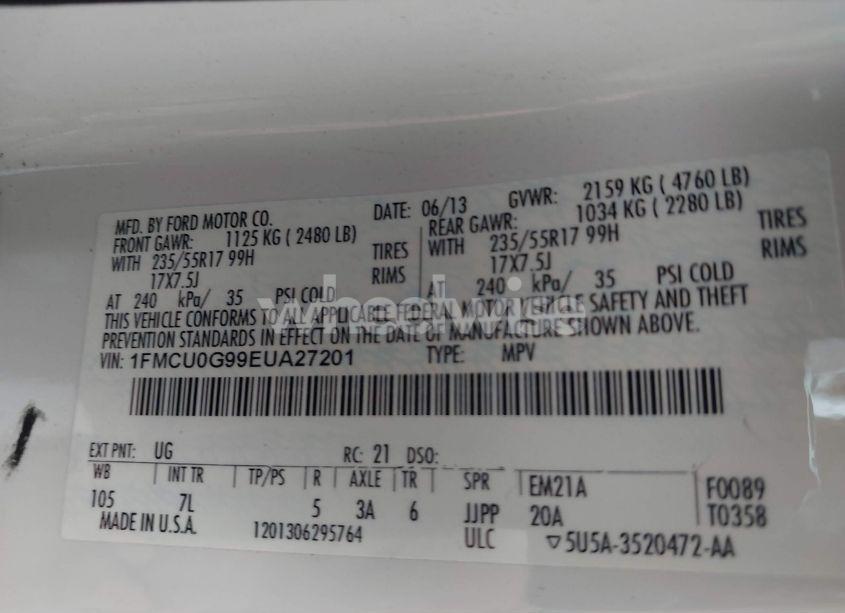 MFD. BY FORD MOTOR CO. DATE: 06/13 GVWR: 2159 KG ( 4760 LB)
FRONT GAWR: 1125 KG ( 2480 LB) REAR GAWR: 1034 KG ( 2280 LB)
WITH 235/55R17 99H TIRES WITH 235/55R17 99H TIRES
17X7.5J RIMS 17X7.5J RIMS
AT 240 kPa/ 35 PSI COLD AT 240 kPa/ 35 PSI COLD
THIS VEHICLE CONFORMS TO ALL APPLICABLE FEDERAL MOTOR VEHICLE SAFETY AND THEFT
PREVENTION STANDARDS IN EFFECT ON THE DATE OF MANUFACTURE SHOWN ABOVE.
VIN: 1FMCU0G99EUA27201 TYPE: MPV
EXT PNT: UG RC: 21 DSO:
WB INT TR TP/PS R AXLE TR SPR EM21A F0089
105 7L 5 3A 6 JJPP 20A T0358
MADE IN U.S.A. 1201306295764 ULC ▽5U5A-3520472-AA